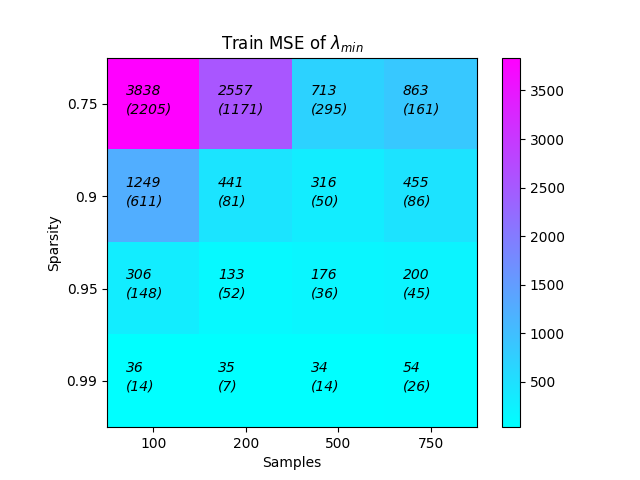 Train MSE of λmin
Sparsity
0.75
0.9
0.95
0.99
3838 2557 713 863
(2205) (1171) (295) (161)
1249 441 316 455
(611) (81) (50) (86)
306 133 176 200
(148) (52) (36) (45)
36 35 34 54
(14) (7) (14) (26)
100 200 500 750
Samples
3500
3000
2500
2000
1500
1000
500